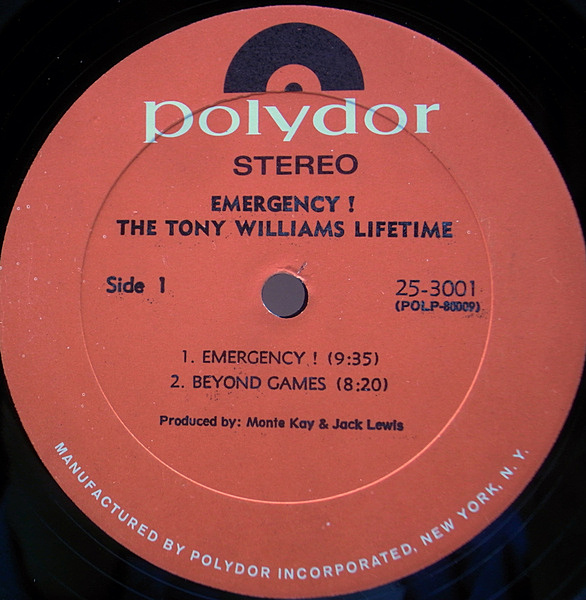 polydor
STEREO
EMERGENCY !
THE TONY WILLIAMS LIFETIME
Side 1
25-3001
(POLP-80009)
1. EMERGENCY ! (9:35)
2. BEYOND GAMES (8:20)
Produced by: Monte Kay & Jack Lewis
MANUFACTURED BY POLYDOR INCORPORATED, NEW YORK, N. Y.